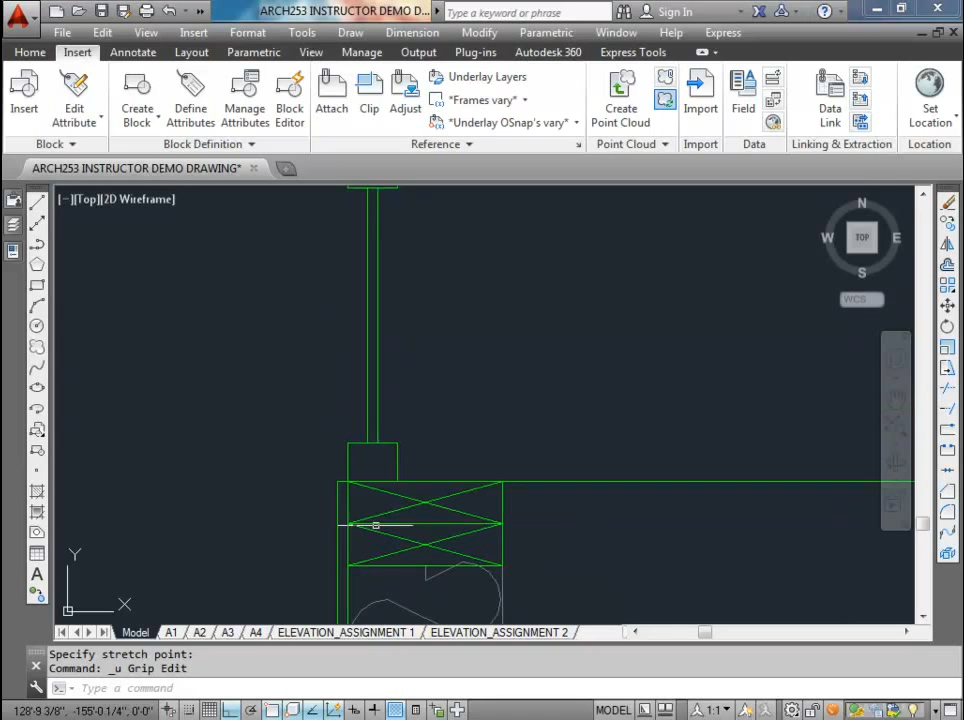 ARCH253 INSTRUCTOR DEMO D...
Type a keyword or phrase
Sign In
File Edit View Insert Format Tools Draw Dimension Modify Parametric Window Help Express
Home Insert Annotate Layout Parametric View Manage Output Plug-ins Autodesk 360 Express Tools
Insert
Edit Attribute
Create Block
Define Attributes
Manage Attributes
Block Editor
Attach
Clip
Adjust
Underlay Layers
*Frames vary*
*Underlay OSnap's vary*
Create Point Cloud
Import
Field
Data Link
Set Location
Block
Block Definition
Reference
Point Cloud
Import
Data
Linking & Extraction
Location
ARCH253 INSTRUCTOR DEMO DRAWING*
[−][Top][2D Wireframe]
N
W TOP E
S
WCS
A
Y
X
Model A1 A2 A3 A4 ELEVATION_ASSIGNMENT 1 ELEVATION_ASSIGNMENT 2
Specify stretch point:
Command: _u Grip Edit
Type a command
128'-9 3/8", -155'-0 1/4", 0'-0"
MODEL
1:1